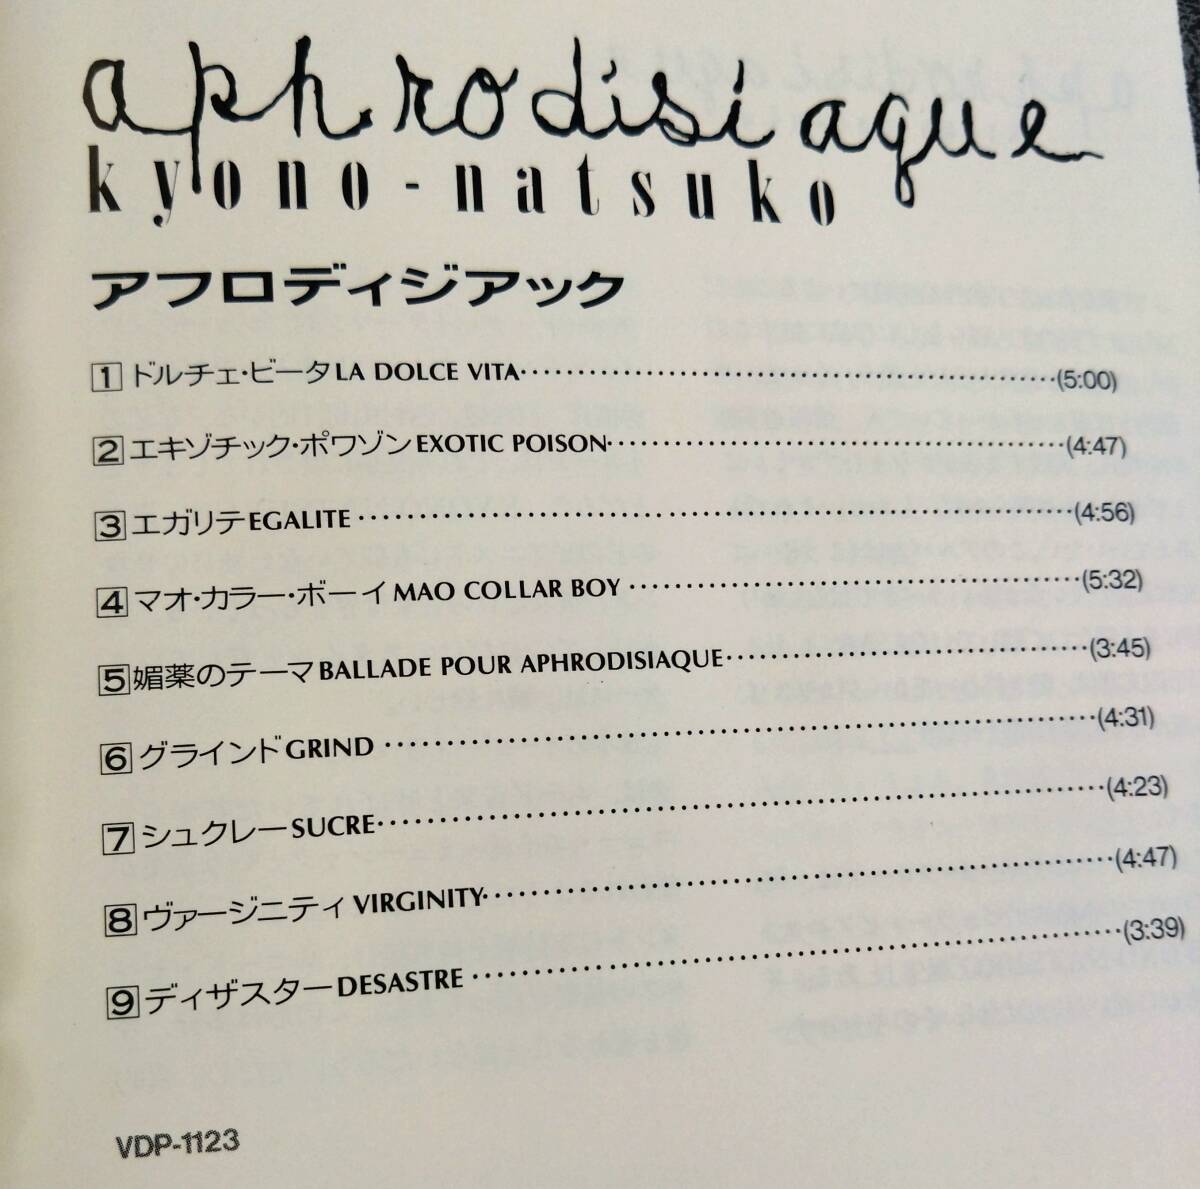 aphrodisiaque
kyono-natsuko
アフロディジアック
1 ドルチェ・ビータ LA DOLCE VITA·····(5:00)
2 エキゾチック・ポワゾン EXOTIC POISON·····(4:47)
3 エガリテ EGALITE·····(4:56)
4 マオ・カラー・ボーイ MAO COLLAR BOY·····(5:32)
5 媚薬のテーマ BALLADE POUR APHRODISIAQUE·····(3:45)
6 グラインド GRIND·····(4:31)
7 シュクレー SUCRE·····(4:23)
8 ヴァージニティ VIRGINITY·····(4:47)
9 ディザスター DESASTRE·····(3:39)
VDP-1123